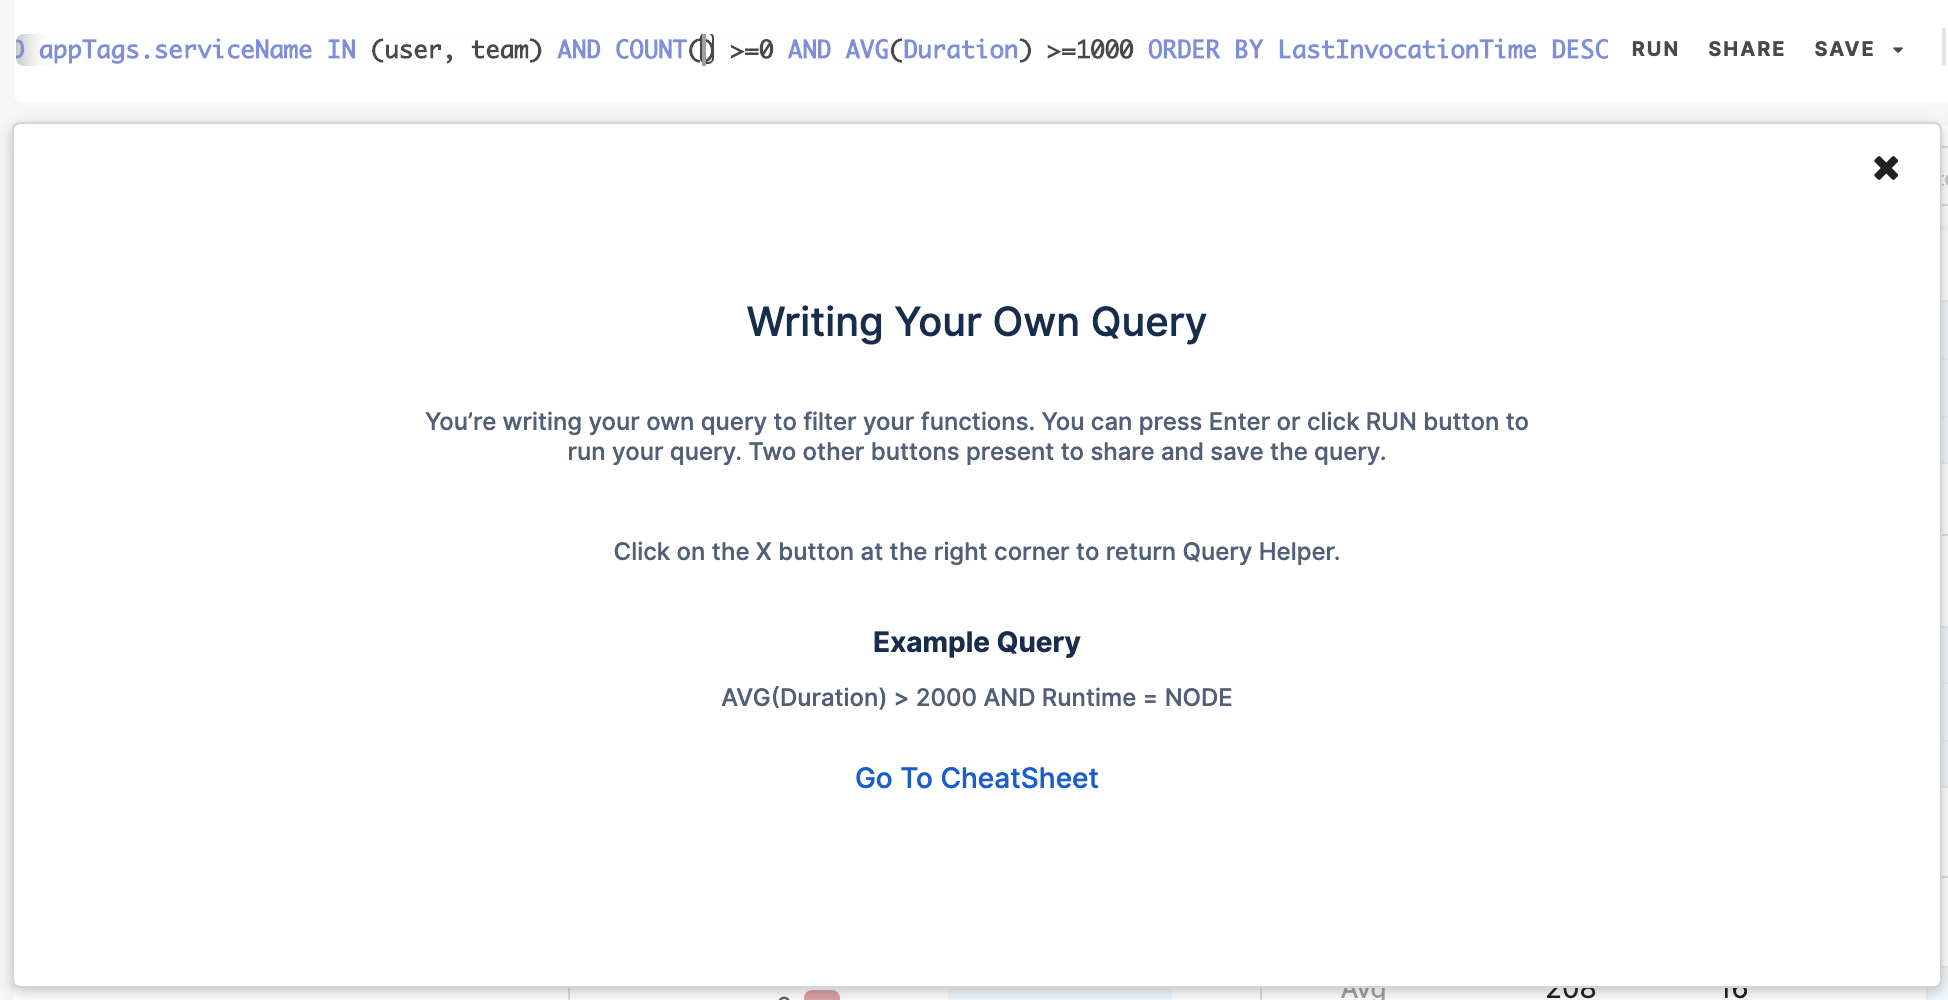 appTags.serviceName IN (user, team) AND COUNT() >=0 AND AVG(Duration) >=1000 ORDER BY LastInvocationTime DESC RUN SHARE SAVE
Writing Your Own Query
You’re writing your own query to filter your functions. You can press Enter or click RUN button to
run your query. Two other buttons present to share and save the query.
Click on the X button at the right corner to return Query Helper.
Example Query
AVG(Duration) > 2000 AND Runtime = NODE
Go To CheatSheet
Avg 208 16